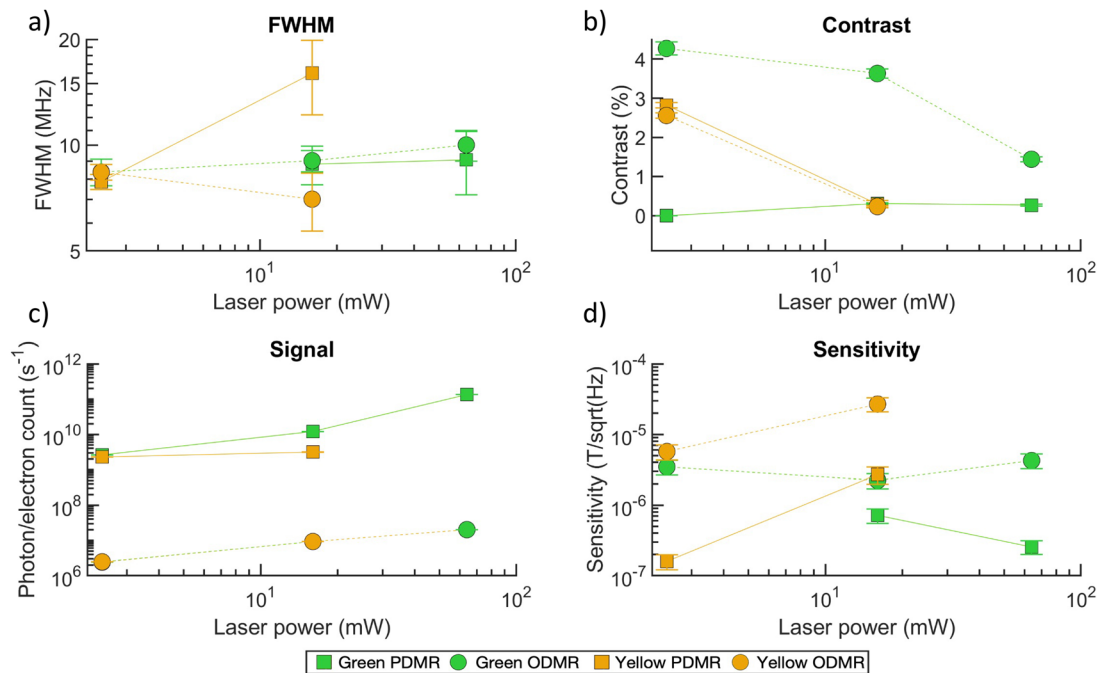 a)
FWHM
20
15
10
5
FWHM (MHz)
10^1
10^2
Laser power (mW)
b)
Contrast
4
3
2
1
0
Contrast (%)
10^1
10^2
Laser power (mW)
c)
Signal
10^12
10^10
10^8
10^6
Photon/electron count (s^-1)
10^1
10^2
Laser power (mW)
d)
Sensitivity
10^-4
10^-5
10^-6
10^-7
Sensitivity (T/sqrt(Hz)
10^1
10^2
Laser power (mW)
Green PDMR Green ODMR Yellow PDMR Yellow ODMR